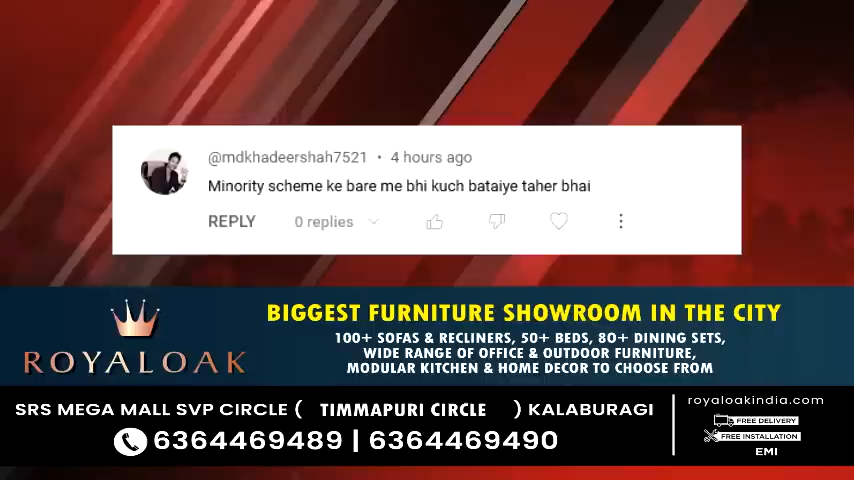 @mdkhadeershah7521 • 4 hours ago
Minority scheme ke bare me bhi kuch bataiye taher bhai
REPLY 0 replies
ROYALOAK
BIGGEST FURNITURE SHOWROOM IN THE CITY
100+ SOFAS & RECLINERS, 50+ BEDS, 80+ DINING SETS,
WIDE RANGE OF OFFICE & OUTDOOR FURNITURE,
MODULAR KITCHEN & HOME DECOR TO CHOOSE FROM
SRS MEGA MALL SVP CIRCLE ( TIMMAPURI CIRCLE ) KALABURAGI
6364469489 | 6364469490
royaloakindia.com
FREE DELIVERY
FREE INSTALLATION
EMI